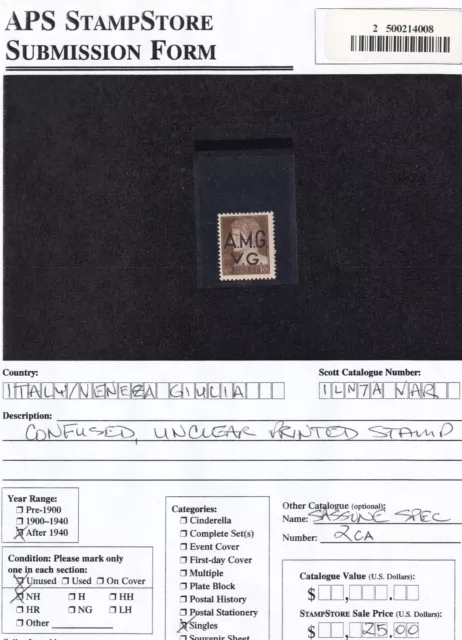 APS STAMPSTORE
SUBMISSION FORM
2 500214008
A.M.G.
V.G.
Country:
ITALY/VENEZA GIULIA
Scott Catalogue Number:
1LN7A VAR
Description:
CONFUSED, UNCLEAR PRINTED STAMP
Year Range:
Pre-1900
1900-1940
After 1940
Condition: Please mark only
one in each section:
Unused Used On Cover
NH H HH
HR NG LH
Other
Categories:
Cinderella
Complete Set(s)
Event Cover
First-day Cover
Multiple
Plate Block
Postal History
Postal Stationery
Singles
Souvenir Sheet
Other Catalogue (optional):
Name: SASSONE SPEC
Number: 2CA
Catalogue Value (U.S. Dollars):
$ , .
STAMPSTORE Sale Price (U.S. Dollars):
$ , 25.00